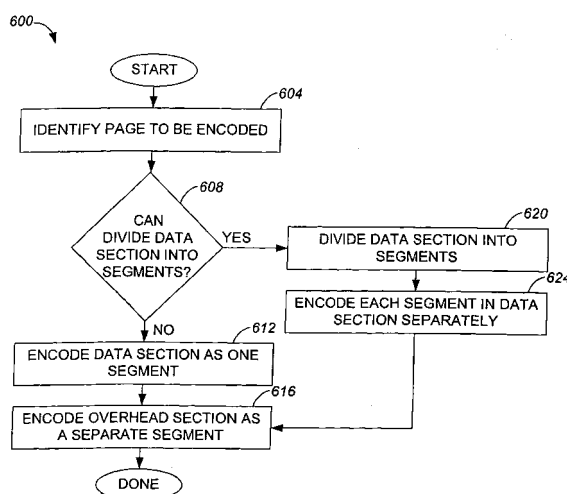 600
START
604
IDENTIFY PAGE TO BE ENCODED
608
CAN
DIVIDE DATA
SECTION INTO
SEGMENTS?
YES
620
DIVIDE DATA SECTION INTO
SEGMENTS
624
ENCODE EACH SEGMENT IN DATA
SECTION SEPARATELY
NO
612
ENCODE DATA SECTION AS ONE
SEGMENT
616
ENCODE OVERHEAD SECTION AS
A SEPARATE SEGMENT
DONE